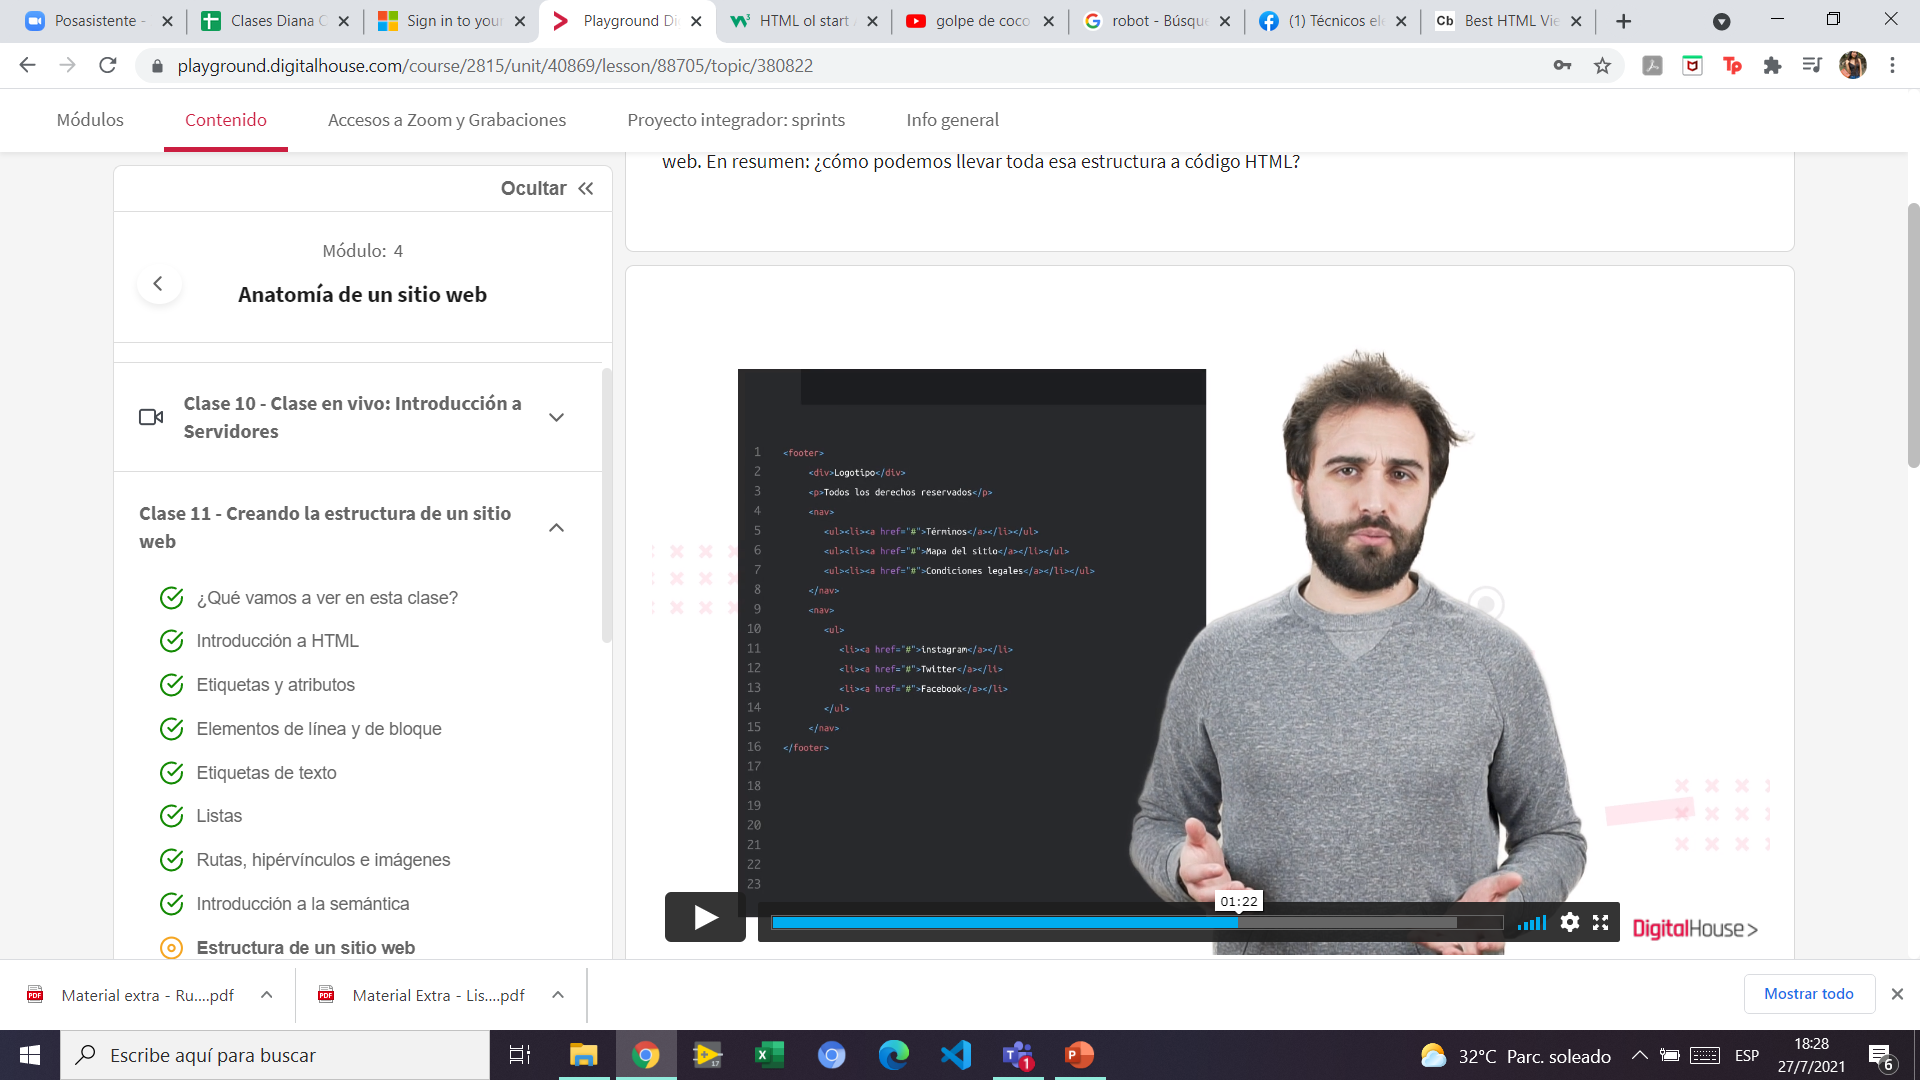 Posasistente -
Clases Diana C
Sign in to your
Playground Di
HTML ol start
golpe de coco
robot - Búsqu
(1) Técnicos el
Cb
Best HTML Vie
playground.digitalhouse.com/course/2815/unit/40869/lesson/88705/topic/380822
Módulos
Contenido
Accesos a Zoom y Grabaciones
Proyecto integrador: sprints
Info general
web. En resumen: ¿cómo podemos llevar toda esa estructura a código HTML?
Ocultar
Módulo: 4
Anatomía de un sitio web
Clase 10 - Clase en vivo: Introducción a
Servidores
Clase 11 - Creando la estructura de un sitio
web
¿Qué vamos a ver en esta clase?
Introducción a HTML
Etiquetas y atributos
Elementos de línea y de bloque
Etiquetas de texto
Listas
Rutas, hipérvínculos e imágenes
Introducción a la semántica
Estructura de un sitio web
1 <footer>
2 <div>Logotipo</div>
3 <p>Todos los derechos reservados</p>
4 <nav>
5 <ul><li><a href="#">Términos</a></li></ul>
6 <ul><li><a href="#">Mapa del sitio</a></li></ul>
7 <ul><li><a href="#">Condiciones legales</a></li></ul>
8 </nav>
9 <nav>
10 <ul>
11 <li><a href="#">instagram</a></li>
12 <li><a href="#">Twitter</a></li>
13 <li><a href="#">Facebook</a></li>
14 </ul>
15 </nav>
16 </footer>
17
18
19
20
21
22
23
01:22
DigitalHouse>
Material extra - Ru....pdf
Material Extra - Lis....pdf
Mostrar todo
Escribe aquí para buscar
32°C Parc. soleado
ESP
18:28
27/7/2021
6